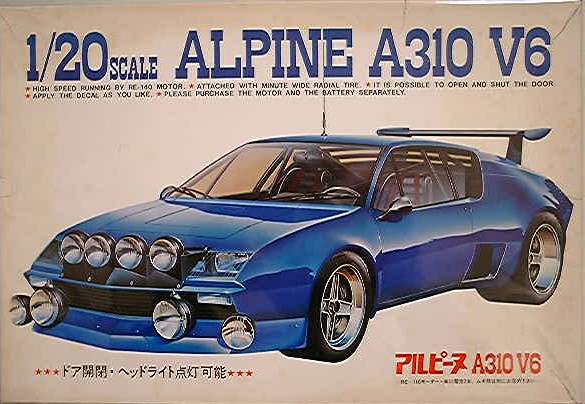 1/20 SCALE ALPINE A310 V6
★ HIGH SPEED RUNNING BY RE-140 MOTOR. ★ ATTACHED WITH MINUTE WIDE RADIAL TIRE. ★ IT IS POSSIBLE TO OPEN AND SHUT THE DOOR.
★ APPLY THE DECAL AS YOU LIKE. ★ PLEASE PURCHASE THE MOTOR AND THE BATTERY SEPARATELY.
★★★ドア開閉・ヘッドライト点灯可能★★★
アルピーヌ A310 V6